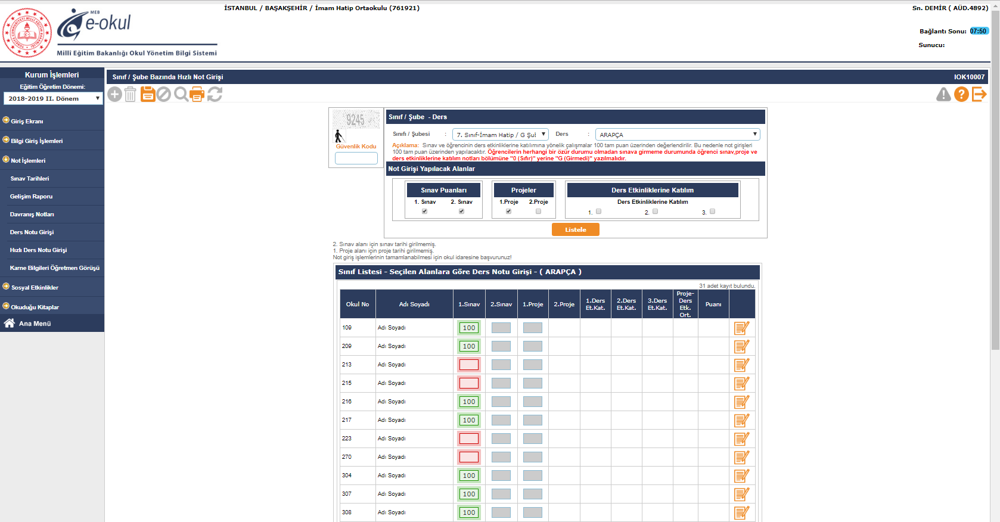 İSTANBUL / BAŞAKŞEHİR / İmam Hatip Ortaokulu (761921)
Sn. DEMİR ( AÜD.4892)
MEB
e-okul
Millî Eğitim Bakanlığı Okul Yönetim Bilgi Sistemi
Bağlantı Sonu: 07:50
Sunucu:
Kurum İşlemleri
Eğitim Öğretim Dönemi:
2018-2019 II. Dönem
Giriş Ekranı
Bilgi Giriş İşlemleri
Not İşlemleri
Sınav Tarihleri
Gelişim Raporu
Davranış Notları
Ders Notu Girişi
Hızlı Ders Notu Girişi
Karne Bilgileri Öğretmen Görüşü
Sosyal Etkinlikler
Okuduğu Kitaplar
Ana Menü
Sınıf / Şube Bazında Hızlı Not Girişi
IOK10007
9245
Güvenlik Kodu
Sınıf / Şube - Ders
Sınıfı / Şubesi : 7. Sınıf-İmam Hatip / G Şul Ders : ARAPÇA
Açıklama: Sınav ve öğrencinin ders etkinliklerine katılımına yönelik çalışmalar 100 tam puan üzerinden değerlendirilir. Bu nedenle not girişleri
100 tam puan üzerinden yapılacaktır. Öğrencilerin herhangi bir özür durumu olmadan sınava girmeme durumunda öğrenci sınav,proje ve
ders etkinliklerine katılım notları bölümüne "0 (Sıfır)" yerine "G (Girmedi)" yazılmalıdır.
Not Girişi Yapılacak Alanlar
Sınav Puanları
1. Sınav 2. Sınav
Projeler
1.Proje 2.Proje
Ders Etkinliklerine Katılım
Ders Etkinliklerine Katılım
1. 2. 3.
Listele
2. Sınav alanı için sınav tarihi girilmemiş.
1. Proje alanı için proje tarihi girilmemiş.
Not giriş işlemlerinin tamamlanabilmesi için okul idaresine başvurunuz!
Sınıf Listesi - Seçilen Alanlara Göre Ders Notu Girişi - ( ARAPÇA )
31 adet kayıt bulundu.
Okul No Adı Soyadı 1.Sınav 2.Sınav 1.Proje 2.Proje 1.Ders Et.Kat. 2.Ders Et.Kat. 3.Ders Et.Kat. Proje-Ders Etk. Ort. Puanı
109 Adı Soyadı 100
209 Adı Soyadı 100
213 Adı Soyadı
215 Adı Soyadı
216 Adı Soyadı 100
217 Adı Soyadı 100
223 Adı Soyadı
270 Adı Soyadı
304 Adı Soyadı 100
307 Adı Soyadı 100
308 Adı Soyadı 100